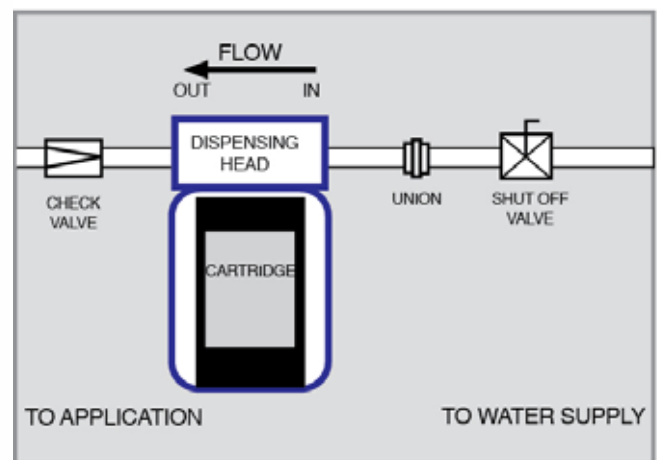 FLOW
OUT IN
DISPENSING
HEAD
CHECK
VALVE
UNION
SHUT OFF
VALVE
CARTRIDGE
TO APPLICATION
TO WATER SUPPLY